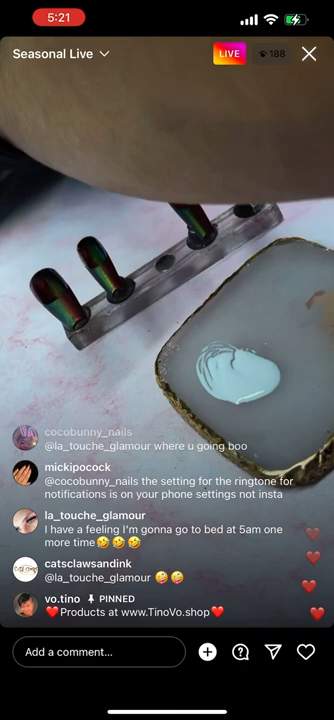 5:21
Seasonal Live
LIVE
188
cocobunny_nails
@la_touche_glamour where u going boo
mickipocock
@cocobunny_nails the setting for the ringtone for
notifications is on your phone settings not insta
la_touche_glamour
I have a feeling I'm gonna go to bed at 5am one
more time🤣🤣🤣
catsclawsandink
@la_touche_glamour 🥰🥰
vo.tino PINNED
❤️Products at www.TinoVo.shop❤️
Add a comment...